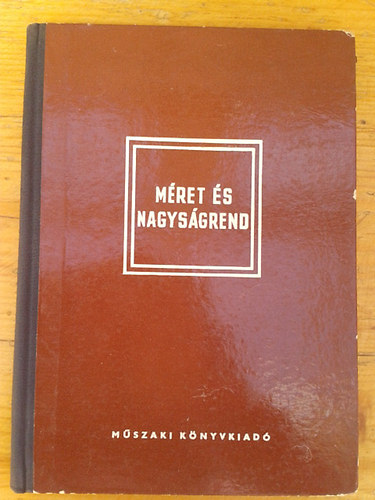 MÉRET ÉS
NAGYSÁGREND
MŰSZAKI KÖNYVKIADÓ